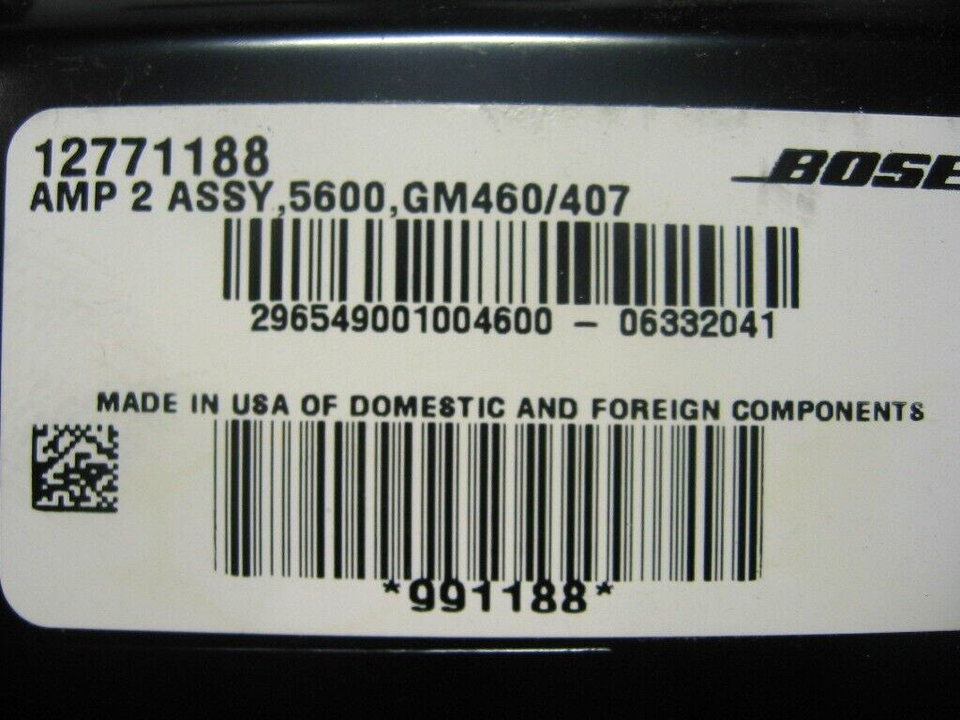 12771188
BOSE
AMP 2 ASSY,5600,GM460/407
296549001004600 - 06332041
MADE IN USA OF DOMESTIC AND FOREIGN COMPONENTS
*991188*